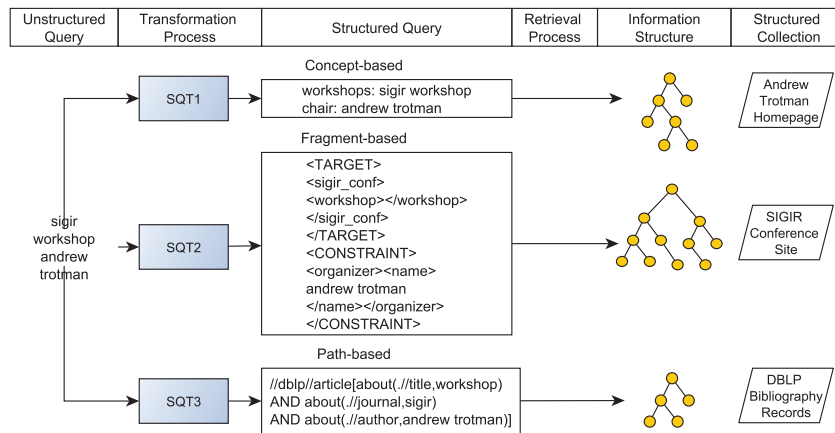 Unstructured
Query
Transformation
Process
Structured Query
Retrieval
Process
Information
Structure
Structured
Collection
Concept-based
SQT1
workshops: sigir workshop
chair: andrew trotman
Andrew
Trotman
Homepage
Fragment-based
sigir
workshop
andrew
trotman
SQT2
<TARGET>
<sigir_conf>
<workshop></workshop>
</sigir_conf>
</TARGET>
<CONSTRAINT>
<organizer><name>
andrew trotman
</name></organizer>
</CONSTRAINT>
SIGIR
Conference
Site
Path-based
SQT3
//dblp//article[about(.//title,workshop)
AND about(.//journal,sigir)
AND about(.//author,andrew trotman)]
DBLP
Bibliography
Records